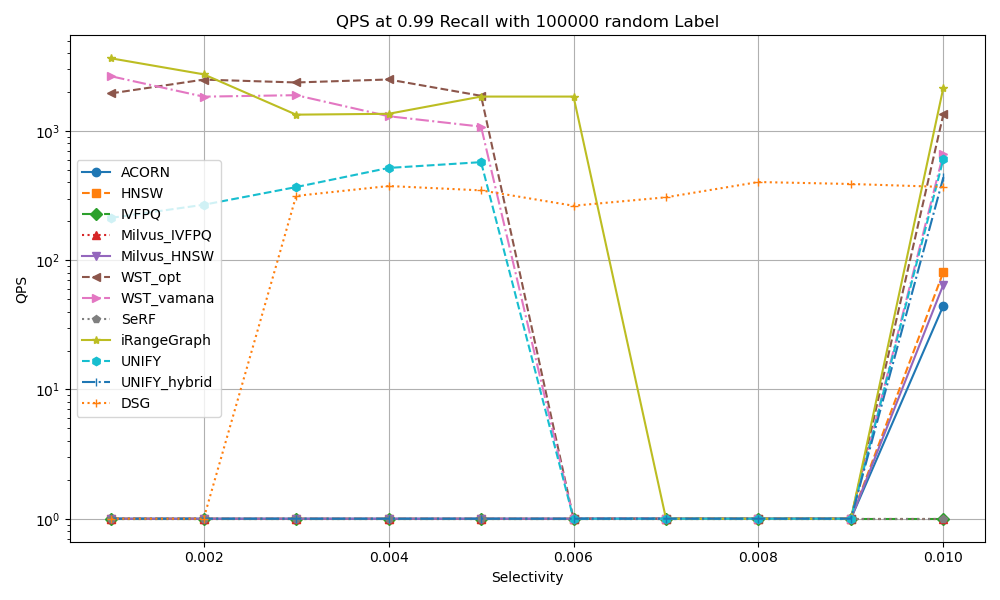 QPS at 0.99 Recall with 100000 random Label
QPS
10³
10²
10¹
10⁰
ACORN
HNSW
IVFPQ
Milvus_IVFPQ
Milvus_HNSW
WST_opt
WST_vamana
SeRF
iRangeGraph
UNIFY
UNIFY_hybrid
DSG
0.002 0.004 0.006 0.008 0.010
Selectivity